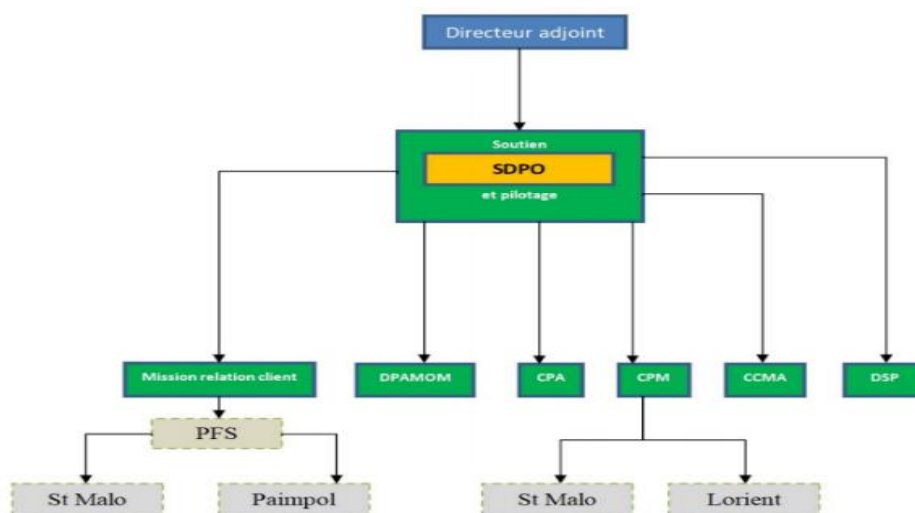 Directeur adjoint
Soutien
SDPO
et pilotage
Mission relation client
DPAMOM
CPA
CPM
CCMA
DSP
PFS
St Malo
Paimpol
St Malo
Lorient